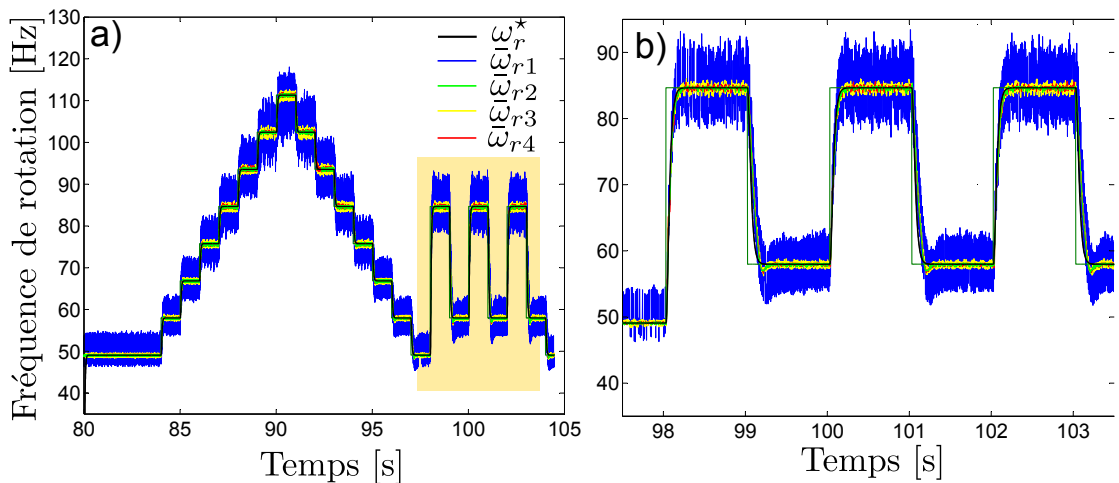 Fréquence de rotation [Hz]
a)
130
120
110
100
90
80
70
60
50
40
ω_r^⋆
ω̄_{r1}
ω̄_{r2}
ω̄_{r3}
ω̄_{r4}
80 85 90 95 100 105
Temps [s]
b)
90
80
70
60
50
40
98 99 100 101 102 103
Temps [s]